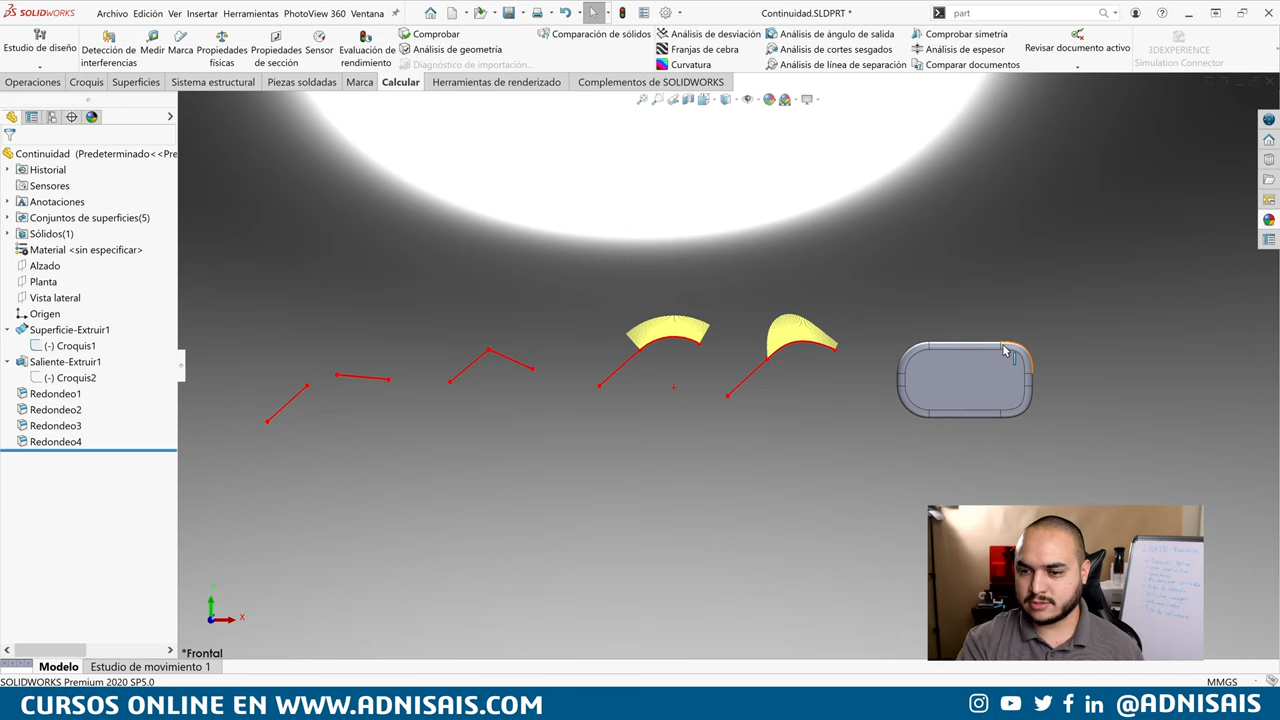 SOLIDWORKS
Archivo Edición Ver Insertar Herramientas PhotoView 360 Ventana
Continuidad.SLDPRT *
part
Estudio de diseño
Detección de interferencias
Medir
Marca
Propiedades físicas
Propiedades de sección
Sensor
Evaluación de rendimiento
Comprobar
Análisis de geometría
Diagnóstico de importación...
Comparación de sólidos
Análisis de desviación
Franjas de cebra
Curvatura
Análisis de ángulo de salida
Análisis de cortes sesgados
Análisis de línea de separación
Comprobar simetría
Análisis de espesor
Comparar documentos
Revisar documento activo
3DEXPERIENCE
Simulation Connector
Operaciones Croquis Superficies Sistema estructural Piezas soldadas Marca Calcular Herramientas de renderizado Complementos de SOLIDWORKS
Continuidad (Predeterminado<<Pre
Historial
Sensores
Anotaciones
Conjuntos de superficies(5)
Sólidos(1)
Material <sin especificar>
Alzado
Planta
Vista lateral
Origen
Superficie-Extruir1
(-) Croquis1
Saliente-Extruir1
(-) Croquis2
Redondeo1
Redondeo2
Redondeo3
Redondeo4
Y
X
*Frontal
Modelo Estudio de movimiento 1
SOLIDWORKS Premium 2020 SP5.0
MMGS
CURSOS ONLINE EN WWW.ADNISAIS.COM
@ADNISAIS